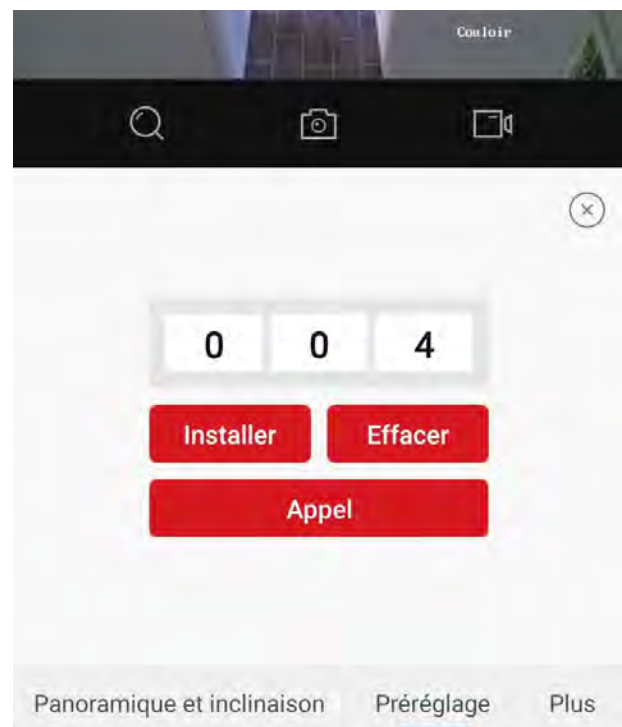 Couloir
0 0 4
Installer Effacer
Appel
Panoramique et inclinaison Préréglage Plus